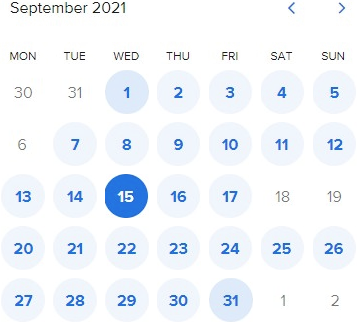 September 2021
MON TUE WED THU FRI SAT SUN
30 31 1 2 3 4 5
6 7 8 9 10 11 12
13 14 15 16 17 18 19
20 21 22 23 24 25 26
27 28 29 30 31 1 2